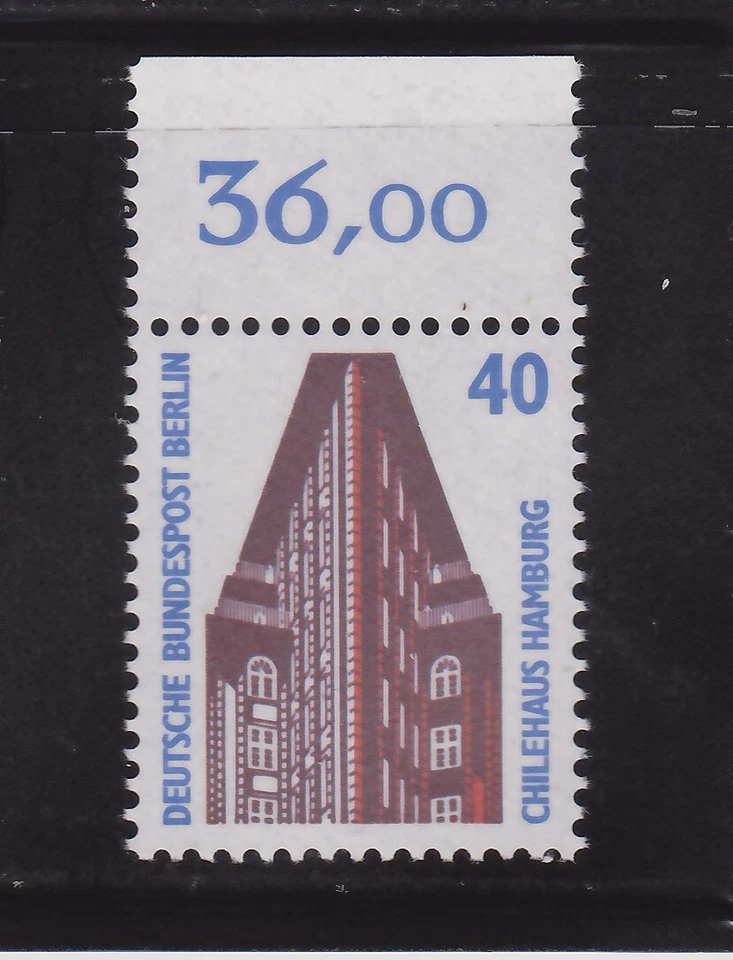 36,00
40
DEUTSCHE BUNDESPOST BERLIN
CHILEHAUS HAMBURG